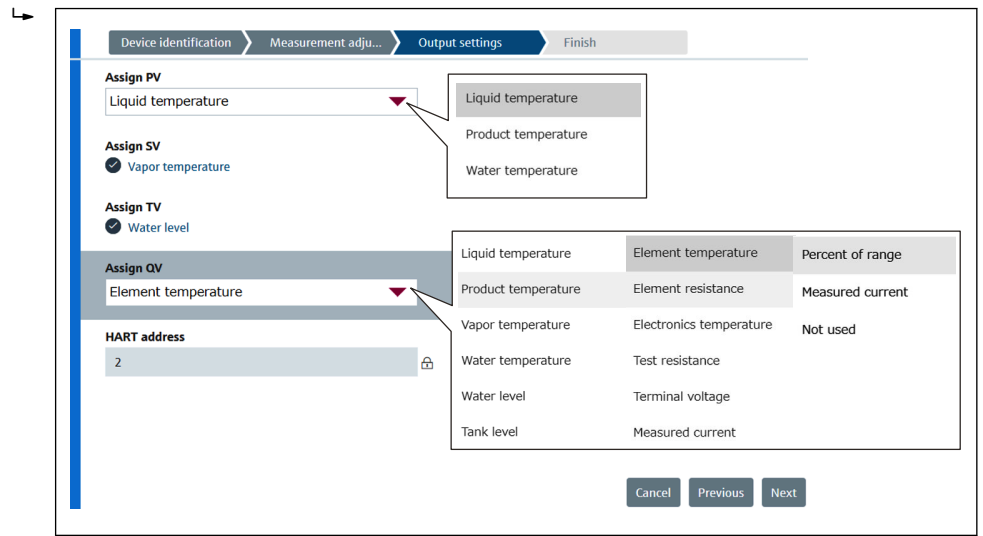 Device identification Measurement adju... Output settings Finish
Assign PV
Liquid temperature
Liquid temperature
Product temperature
Water temperature
Assign SV
Vapor temperature
Assign TV
Water level
Assign QV
Element temperature
Liquid temperature Element temperature Percent of range
Product temperature Element resistance Measured current
Vapor temperature Electronics temperature Not used
Water temperature Test resistance
Water level Terminal voltage
Tank level Measured current
HART address
2
Cancel Previous Next